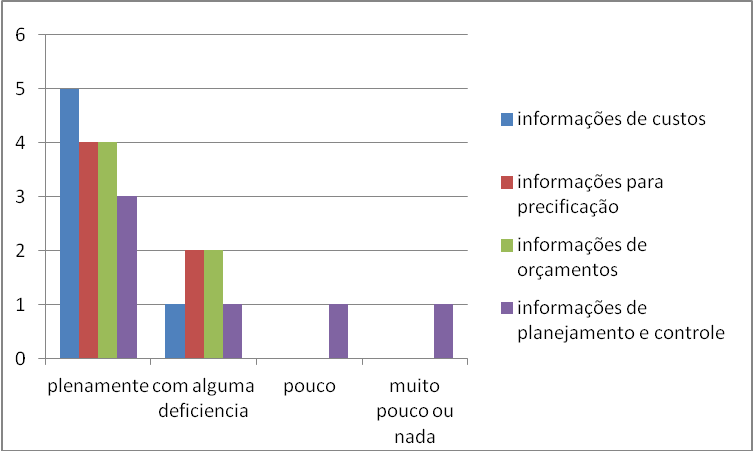 6
5
4
3
2
1
0
plenamente
com alguma
deficiencia
pouco
muito
pouco ou
nada
informações de custos
informações para
precificação
informações de
orçamentos
informações de
planejamento e controle